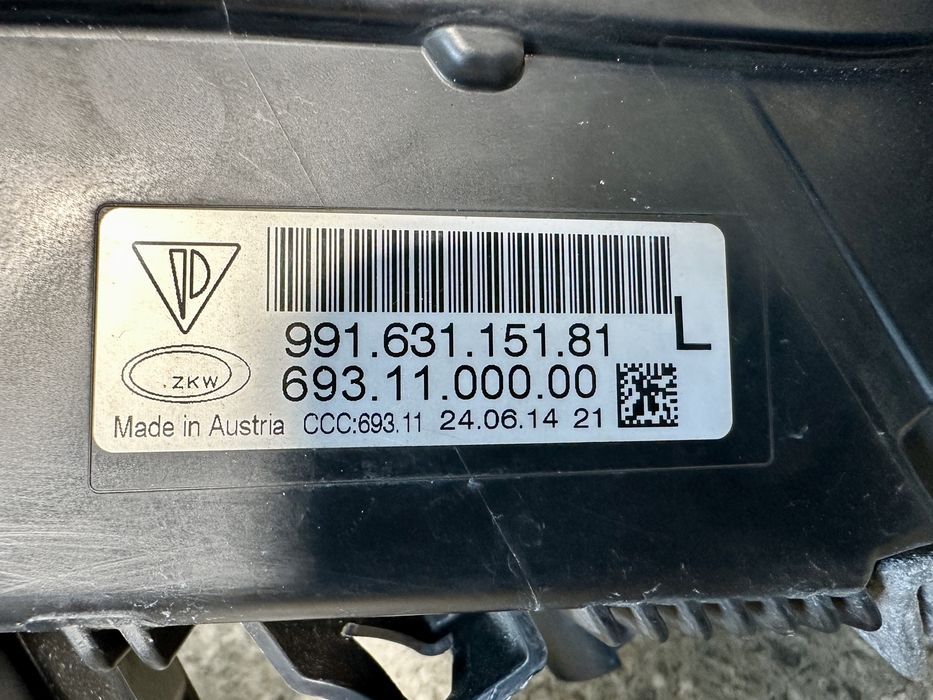 991.631.151.81
L
693.11.000.00
.ZKW
Made in Austria CCC:693.11 24.06.14 21